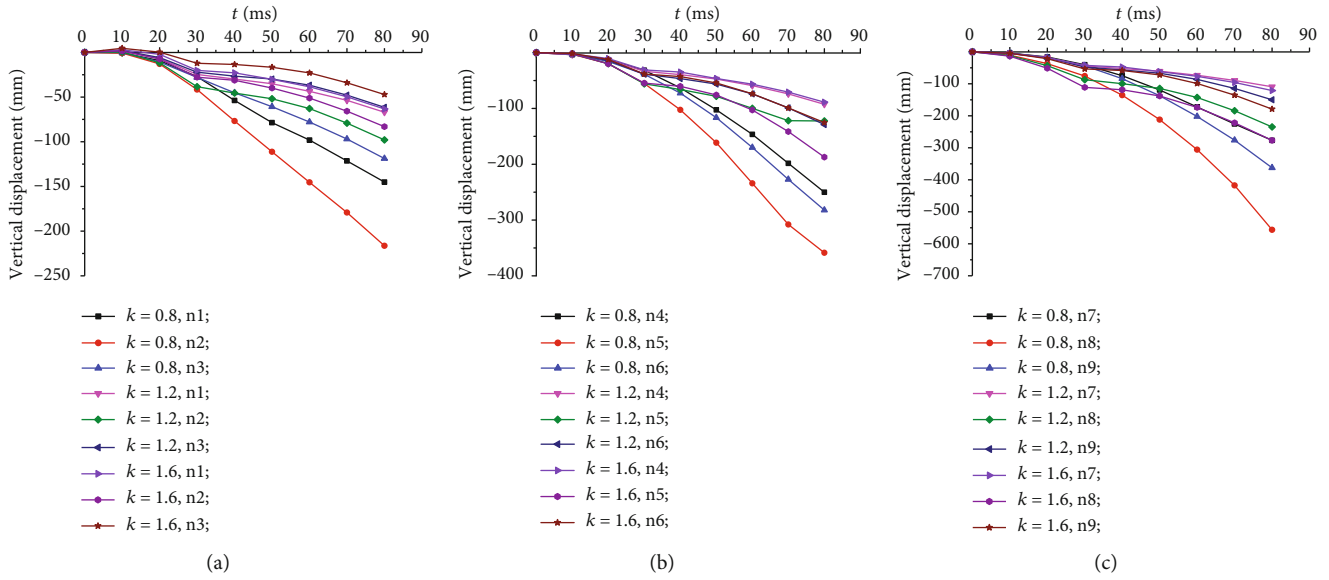 t (ms)
0 10 20 30 40 50 60 70 80 90
Vertical displacement (mm)
–50
–100
–150
–200
–250
k = 0.8, n1;
k = 0.8, n2;
k = 0.8, n3;
k = 1.2, n1;
k = 1.2, n2;
k = 1.2, n3;
k = 1.6, n1;
k = 1.6, n2;
k = 1.6, n3;
(a)
t (ms)
0 10 20 30 40 50 60 70 80 90
Vertical displacement (mm)
–100
–200
–300
–400
k = 0.8, n4;
k = 0.8, n5;
k = 0.8, n6;
k = 1.2, n4;
k = 1.2, n5;
k = 1.2, n6;
k = 1.6, n4;
k = 1.6, n5;
k = 1.6, n6;
(b)
t (ms)
0 10 20 30 40 50 60 70 80 90
Vertical displacement (mm)
–100
–200
–300
–400
–500
–600
–700
k = 0.8, n7;
k = 0.8, n8;
k = 0.8, n9;
k = 1.2, n7;
k = 1.2, n8;
k = 1.2, n9;
k = 1.6, n7;
k = 1.6, n8;
k = 1.6, n9;
(c)